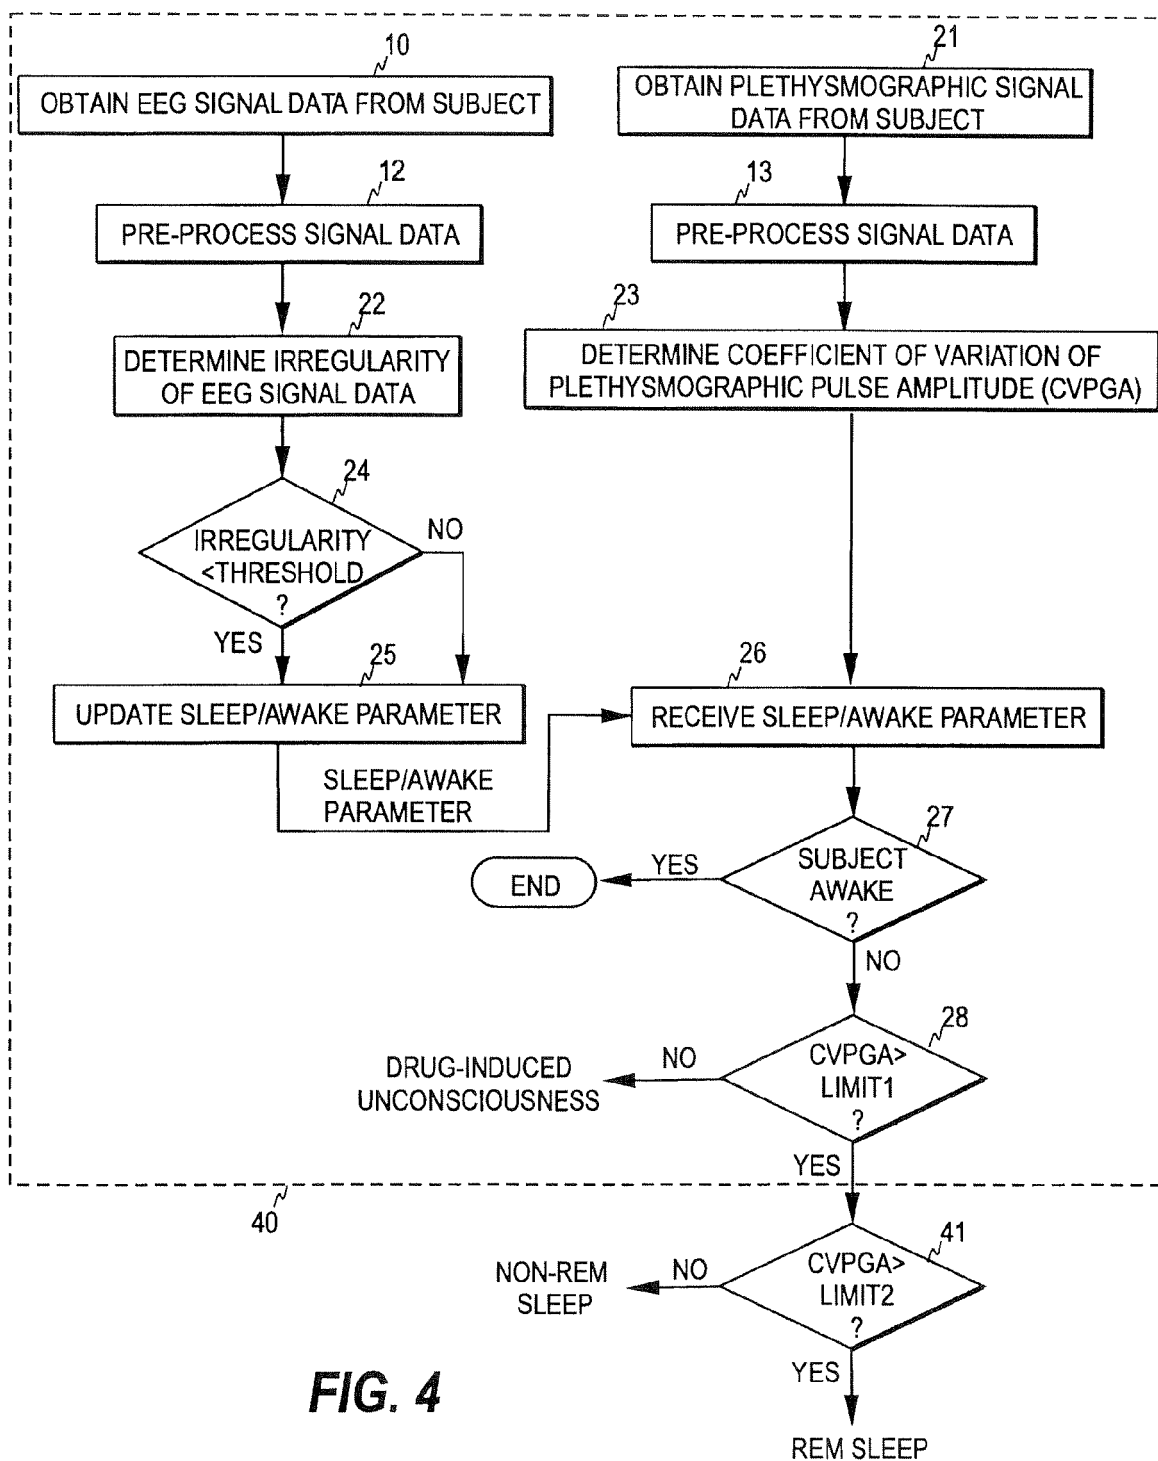 10
OBTAIN EEG SIGNAL DATA FROM SUBJECT
12
PRE-PROCESS SIGNAL DATA
22
DETERMINE IRREGULARITY
OF EEG SIGNAL DATA
24
IRREGULARITY
<THRESHOLD
?
NO
YES
25
UPDATE SLEEP/AWAKE PARAMETER
SLEEP/AWAKE
PARAMETER
21
OBTAIN PLETHYSMOGRAPHIC SIGNAL
DATA FROM SUBJECT
13
PRE-PROCESS SIGNAL DATA
23
DETERMINE COEFFICIENT OF VARIATION OF
PLETHYSMOGRAPHIC PULSE AMPLITUDE (CVPGA)
26
RECEIVE SLEEP/AWAKE PARAMETER
27
SUBJECT
AWAKE
?
YES
END
NO
28
CVPGA>
LIMIT1
?
NO
DRUG-INDUCED
UNCONSCIOUSNESS
YES
40
41
CVPGA>
LIMIT2
?
NO
NON-REM
SLEEP
YES
REM SLEEP
FIG. 4